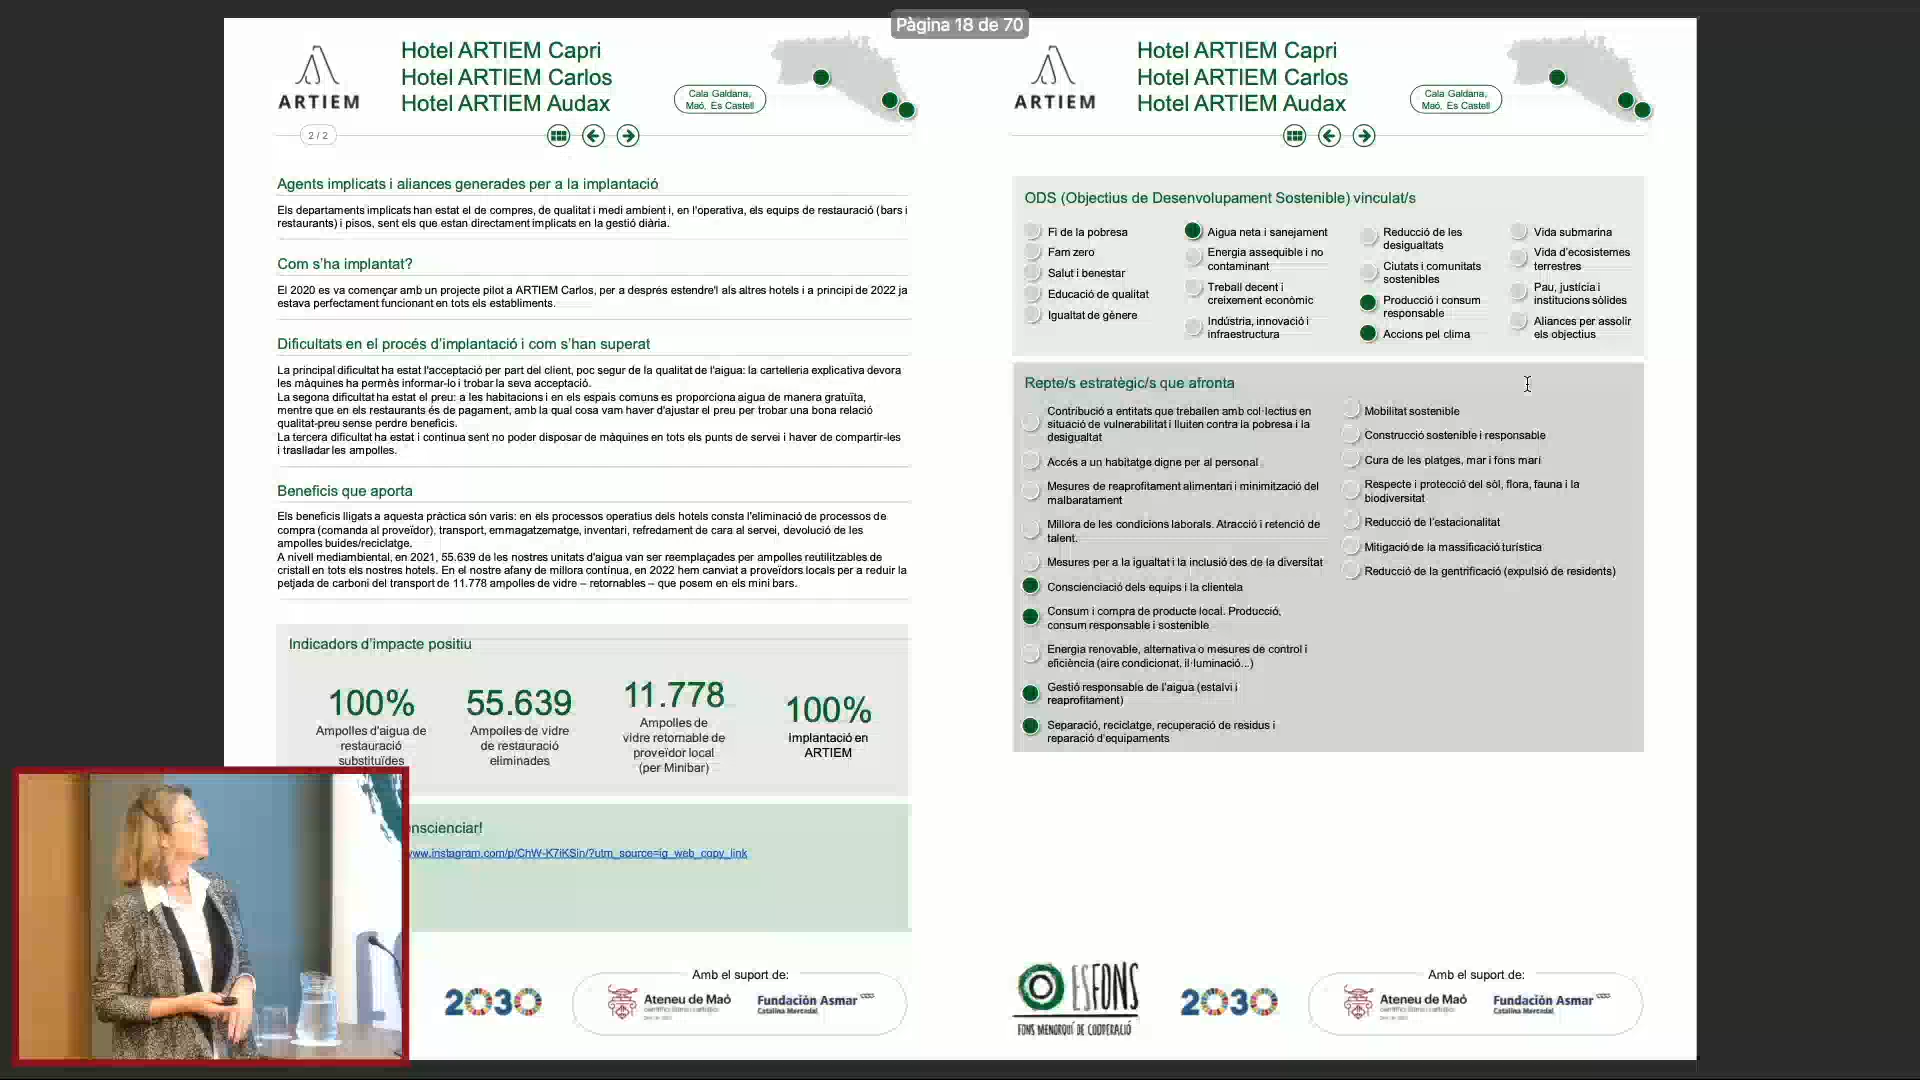 Pàgina 18 de 70
ARTIEM
Hotel ARTIEM Capri
Hotel ARTIEM Carlos
Hotel ARTIEM Audax
Cala Galdana,
Maó, Es Castell
2 / 2
Agents implicats i aliances generades per a la implantació
Els departaments implicats han estat el de compres, de qualitat i medi ambient i, en l'operativa, els equips de restauració (bars i
restaurants) i pisos, sent els que estan directament implicats en la gestió diària.
Com s'ha implantat?
El 2020 es va començar amb un projecte pilot a ARTIEM Carlos, per a després estendre'l als altres hotels i a principi de 2022 ja
estava perfectament funcionant en tots els establiments.
Dificultats en el procés d'implantació i com s'han superat
La principal dificultat ha estat l'acceptació per part del client, poc segur de la qualitat de l'aigua: la cartelleria explicativa devora
les màquines ha permès informar-lo i trobar la seva acceptació.
La segona dificultat ha estat el preu: a les habitacions i en els espais comuns es proporciona aigua de manera gratuïta,
mentre que en els restaurants és de pagament, amb la qual cosa vam haver d'ajustar el preu per trobar una bona relació
qualitat-preu sense perdre beneficis.
La tercera dificultat ha estat i continua sent no poder disposar de màquines en tots els punts de servei i haver de compartir-les
i traslladar les ampolles.
Beneficis que aporta
Els beneficis lligats a aquesta pràctica són varis: en els processos operatius dels hotels consta l'eliminació de processos de
compra (comanda al proveïdor), transport, emmagatzematge, inventari, refredament de cara al servei, devolució de les
ampolles buides/reciclatge.
A nivell mediambiental, en 2021, 55.639 de les nostres unitats d'aigua van ser reemplaçades per ampolles reutilitzables de
cristall en tots els nostres hotels. En el nostre afany de millora contínua, en 2022 hem canviat a proveïdors locals per a reduir la
petjada de carboni del transport de 11.778 ampolles de vidre – retornables – que posem en els mini bars.
Indicadors d'impacte positiu
100%
Ampolles d'aigua de
restauració
substituïdes
55.639
Ampolles de vidre
de restauració
eliminades
11.778
Ampolles de
vidre retornable de
proveïdor local
(per Minibar)
100%
Implantació en
ARTIEM
nscienciar!
www.instagram.com/p/ChW-K7iKSin/?utm_source=ig_web_copy_link
2030
Amb el suport de:
Ateneu de Maó
Fundación Asmar
Catalina Mercadal
ARTIEM
Hotel ARTIEM Capri
Hotel ARTIEM Carlos
Hotel ARTIEM Audax
Cala Galdana,
Maó, Es Castell
ODS (Objectius de Desenvolupament Sostenible) vinculat/s
Fi de la pobresa
Fam zero
Salut i benestar
Educació de qualitat
Igualtat de gènere
Aigua neta i sanejament
Energia assequible i no
contaminant
Treball decent i
creixement econòmic
Indústria, innovació i
infraestructura
Reducció de les
desigualtats
Ciutats i comunitats
sostenibles
Producció i consum
responsable
Accions pel clima
Vida submarina
Vida d'ecosistemes
terrestres
Pau, justícia i
institucions sòlides
Aliances per assolir
els objectius
Repte/s estratègic/s que afronta
Contribució a entitats que treballen amb col·lectius en
situació de vulnerabilitat i lluiten contra la pobresa i la
desigualtat
Accés a un habitatge digne per al personal
Mesures de reaprofitament alimentari i minimització del
malbaratament
Millora de les condicions laborals. Atracció i retenció de
talent.
Mesures per a la igualtat i la inclusió des de la diversitat
Conscienciació dels equips i la clientela
Consum i compra de producte local. Producció,
consum responsable i sostenible
Energia renovable, alternativa o mesures de control i
eficiència (aire condicionat, il·luminació...)
Gestió responsable de l'aigua (estalvi i
reaprofitament)
Separació, reciclatge, recuperació de residus i
reparació d'equipaments
Mobilitat sostenible
Construcció sostenible i responsable
Cura de les platges, mar i fons marí
Respecte i protecció del sòl, flora, fauna i la
biodiversitat
Reducció de l'estacionalitat
Mitigació de la massificació turística
Reducció de la gentrificació (expulsió de residents)
ESFONS
FONS MENORQUÍ DE COOPERACIÓ
2030
Amb el suport de:
Ateneu de Maó
Fundación Asmar
Catalina Mercadal